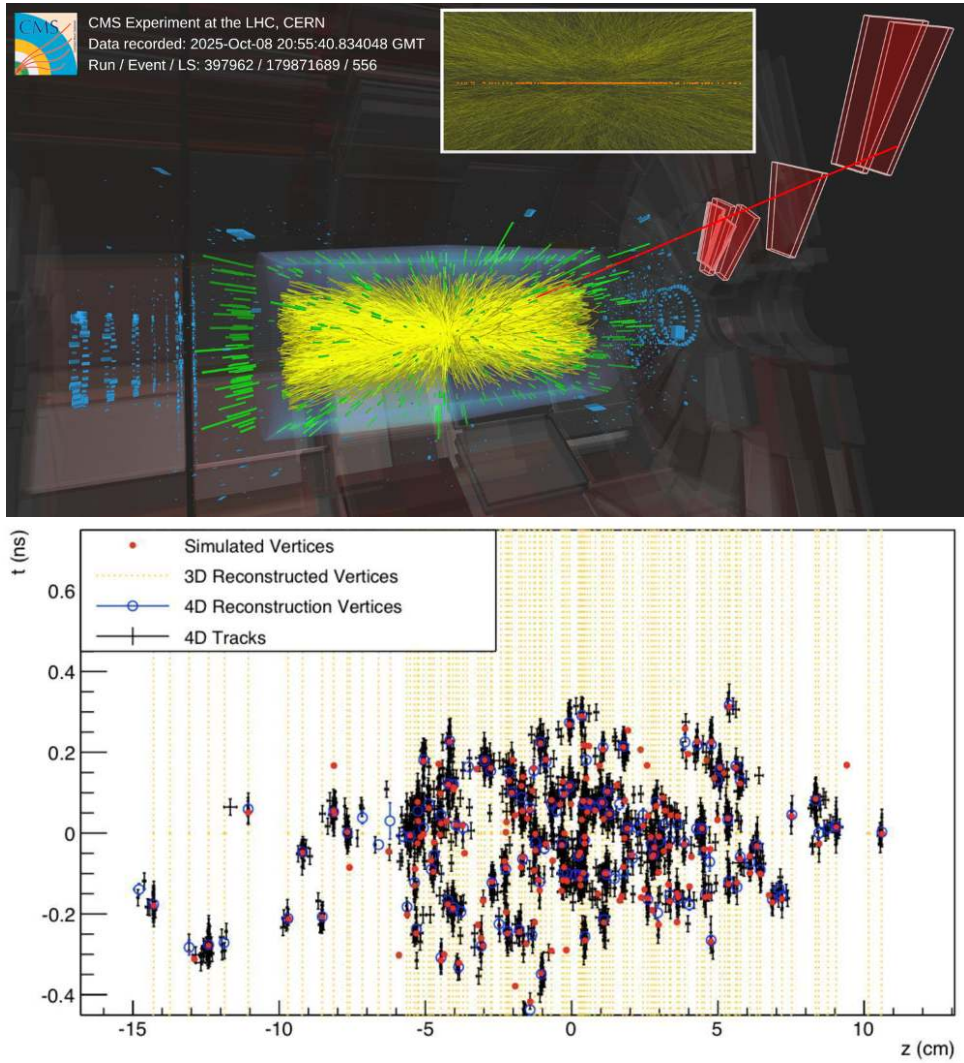 CMS
CMS Experiment at the LHC, CERN
Data recorded: 2025-Oct-08 20:55:40.834048 GMT
Run / Event / LS: 397962 / 179871689 / 556
t (ns)
Simulated Vertices
3D Reconstructed Vertices
4D Reconstruction Vertices
4D Tracks
0.6
0.4
0.2
0
-0.2
-0.4
-15 -10 -5 0 5 10
z (cm)